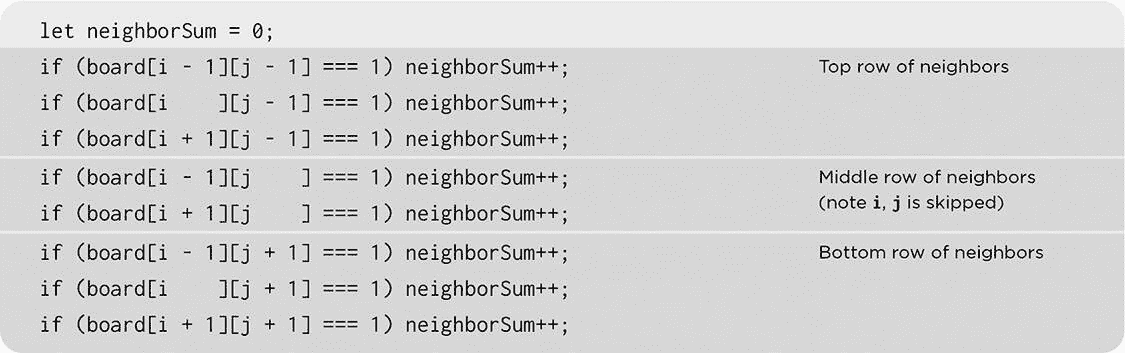 let neighborSum = 0;
if (board[i - 1][j - 1] === 1) neighborSum++; Top row of neighbors
if (board[i    ][j - 1] === 1) neighborSum++;
if (board[i + 1][j - 1] === 1) neighborSum++;
if (board[i - 1][j    ] === 1) neighborSum++; Middle row of neighbors
(note i, j is skipped)
if (board[i + 1][j    ] === 1) neighborSum++;
if (board[i - 1][j + 1] === 1) neighborSum++; Bottom row of neighbors
if (board[i    ][j + 1] === 1) neighborSum++;
if (board[i + 1][j + 1] === 1) neighborSum++;